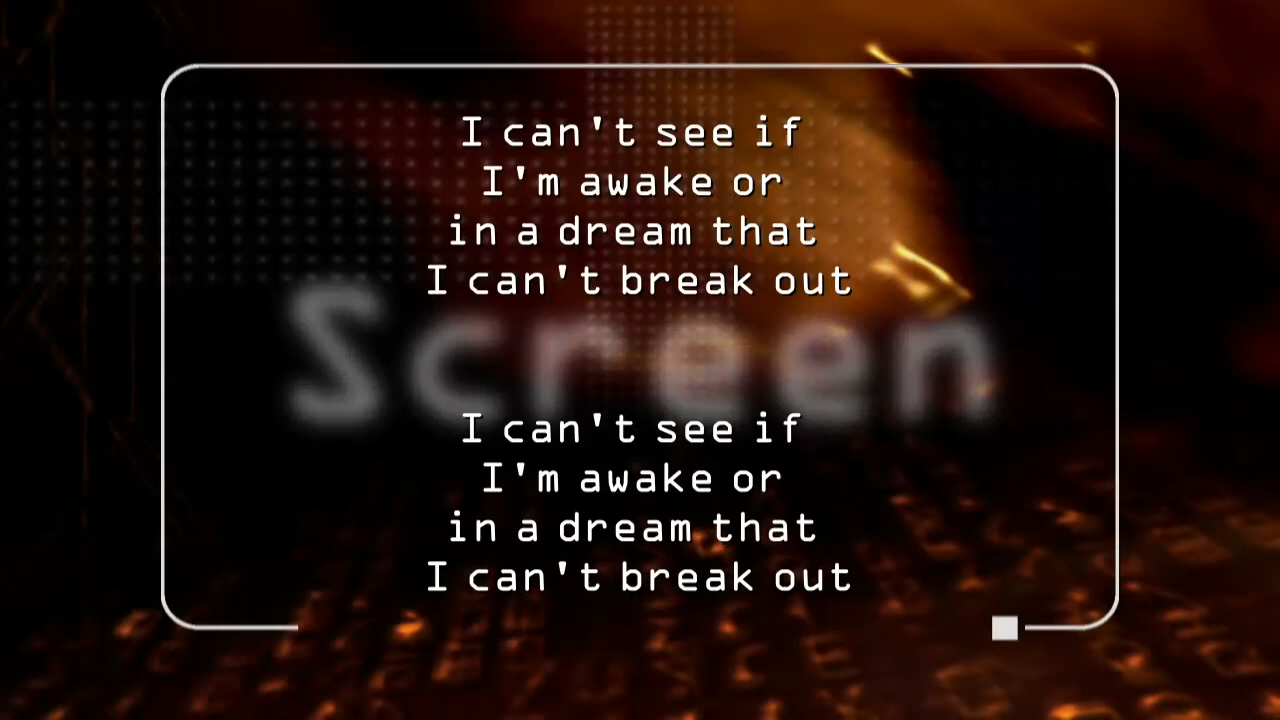 I can't see if
I'm awake or
in a dream that
I can't break out
Screen
I can't see if
I'm awake or
in a dream that
I can't break out